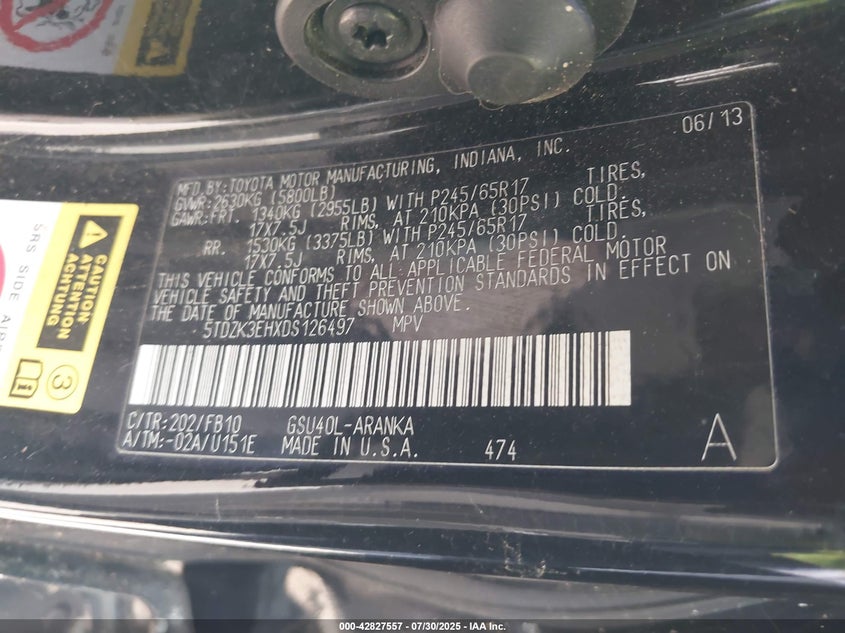 06/13
MFD.BY:TOYOTA MOTOR MANUFACTURING, INDIANA, INC.
GVWR:2630KG (5800LB)
GAWR:FRT. 1340KG (2955LB) WITH P245/65R17 TIRES,
17X7.5J RIMS, AT 210KPA (30PSI) COLD.
RR. 1530KG (3375LB) WITH P245/65R17 TIRES,
17X7.5J RIMS, AT 210KPA (30PSI) COLD.
THIS VEHICLE CONFORMS TO ALL APPLICABLE FEDERAL MOTOR
VEHICLE SAFETY AND THEFT PREVENTION STANDARDS IN EFFECT ON
THE DATE OF MANUFACTURE SHOWN ABOVE.
5TDZK3EHXDS126497 MPV
C/TR:202/FB10 GSU40L-ARANKA
A/TM:-02A/U151E MADE IN U.S.A. 474 A
SRS SIDE
CAUTION
ATTENTION
ACHTUNG
3
000-42827557 - 07/30/2025 - IAA Inc.